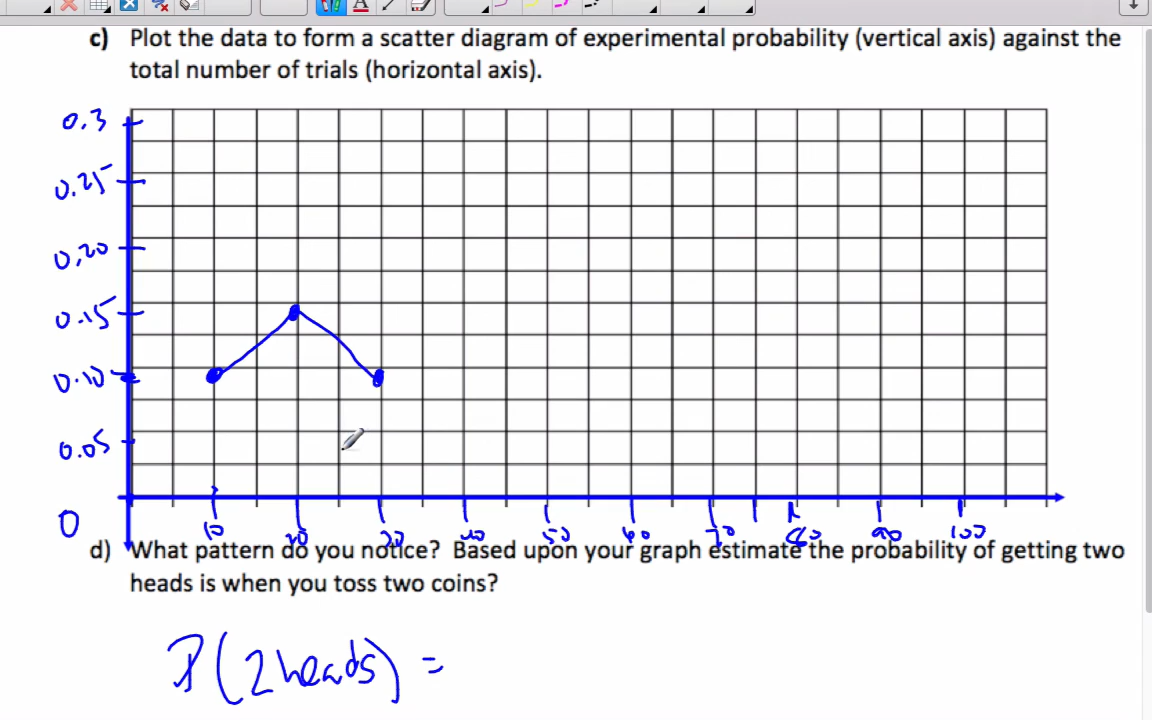 c) Plot the data to form a scatter diagram of experimental probability (vertical axis) against the
total number of trials (horizontal axis).
0.3
0.25
0.20
0.15
0.10
0.05
0
10 20 30 40 50 60 70 80 90 100
d) What pattern do you notice? Based upon your graph estimate the probability of getting two
heads is when you toss two coins?
P(2heads) =